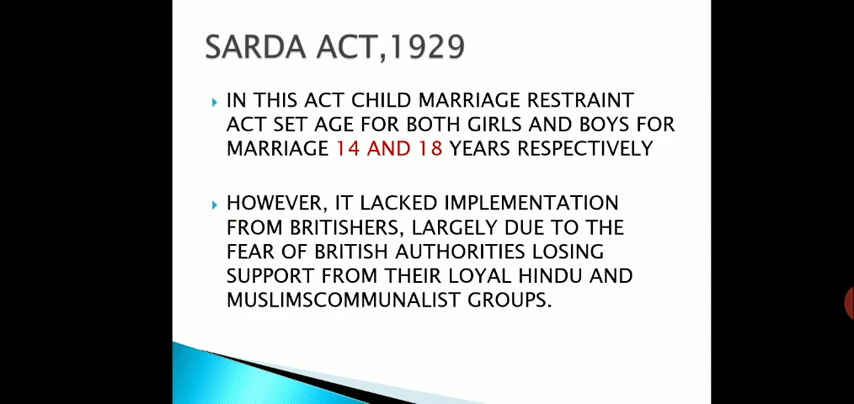 SARDA ACT,1929
IN THIS ACT CHILD MARRIAGE RESTRAINT
ACT SET AGE FOR BOTH GIRLS AND BOYS FOR
MARRIAGE 14 AND 18 YEARS RESPECTIVELY
HOWEVER, IT LACKED IMPLEMENTATION
FROM BRITISHERS, LARGELY DUE TO THE
FEAR OF BRITISH AUTHORITIES LOSING
SUPPORT FROM THEIR LOYAL HINDU AND
MUSLIMSCOMMUNALIST GROUPS.